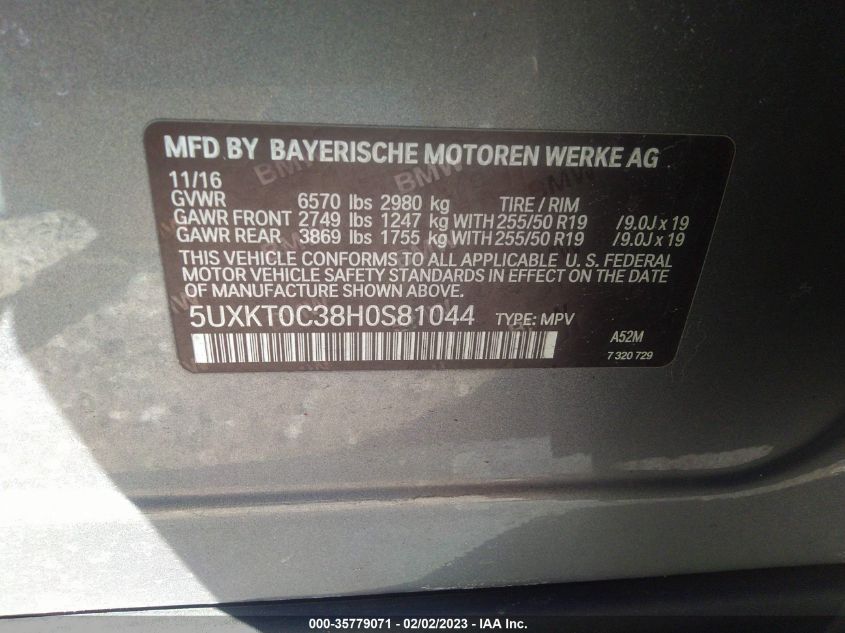 MFD BY BAYERISCHE MOTOREN WERKE AG
11/16
GVWR 6570 lbs 2980 kg TIRE / RIM
GAWR FRONT 2749 lbs 1247 kg WITH 255/50 R19 /9.0J x 19
GAWR REAR 3869 lbs 1755 kg WITH 255/50 R19 /9.0J x 19
THIS VEHICLE CONFORMS TO ALL APPLICABLE U. S. FEDERAL
MOTOR VEHICLE SAFETY STANDARDS IN EFFECT ON THE DATE
OF MANUFACTURE SHOWN ABOVE.
5UXKT0C38H0S81044 TYPE: MPV
A52M
7 320 729
000-35779071 - 02/02/2023 - IAA Inc.